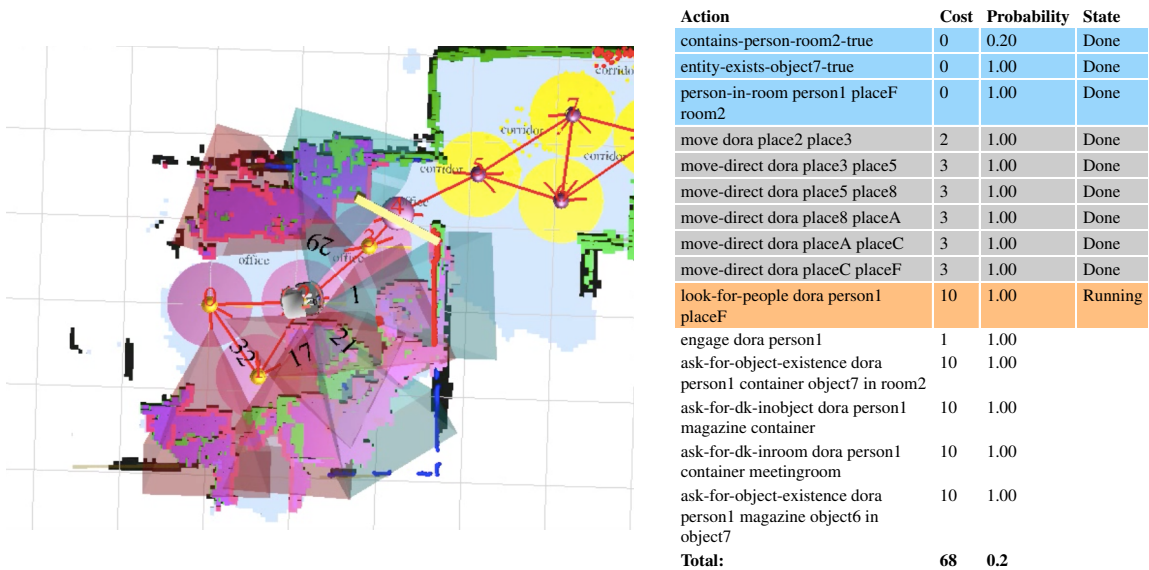 corridor
7
corridor
corridor
5
corridor
office
29
office
office
1
32
17
21
Action Cost Probability State
contains-person-room2-true 0 0.20 Done
entity-exists-object7-true 0 1.00 Done
person-in-room person1 placeF 0 1.00 Done
room2
move dora place2 place3 2 1.00 Done
move-direct dora place3 place5 3 1.00 Done
move-direct dora place5 place8 3 1.00 Done
move-direct dora place8 placeA 3 1.00 Done
move-direct dora placeA placeC 3 1.00 Done
move-direct dora placeC placeF 3 1.00 Done
look-for-people dora person1 10 1.00 Running
placeF
engage dora person1 1 1.00
ask-for-object-existence dora 10 1.00
person1 container object7 in room2
ask-for-dk-inobject dora person1 10 1.00
magazine container
ask-for-dk-inroom dora person1 10 1.00
container meetingroom
ask-for-object-existence dora 10 1.00
person1 magazine object6 in
object7
Total: 68 0.2